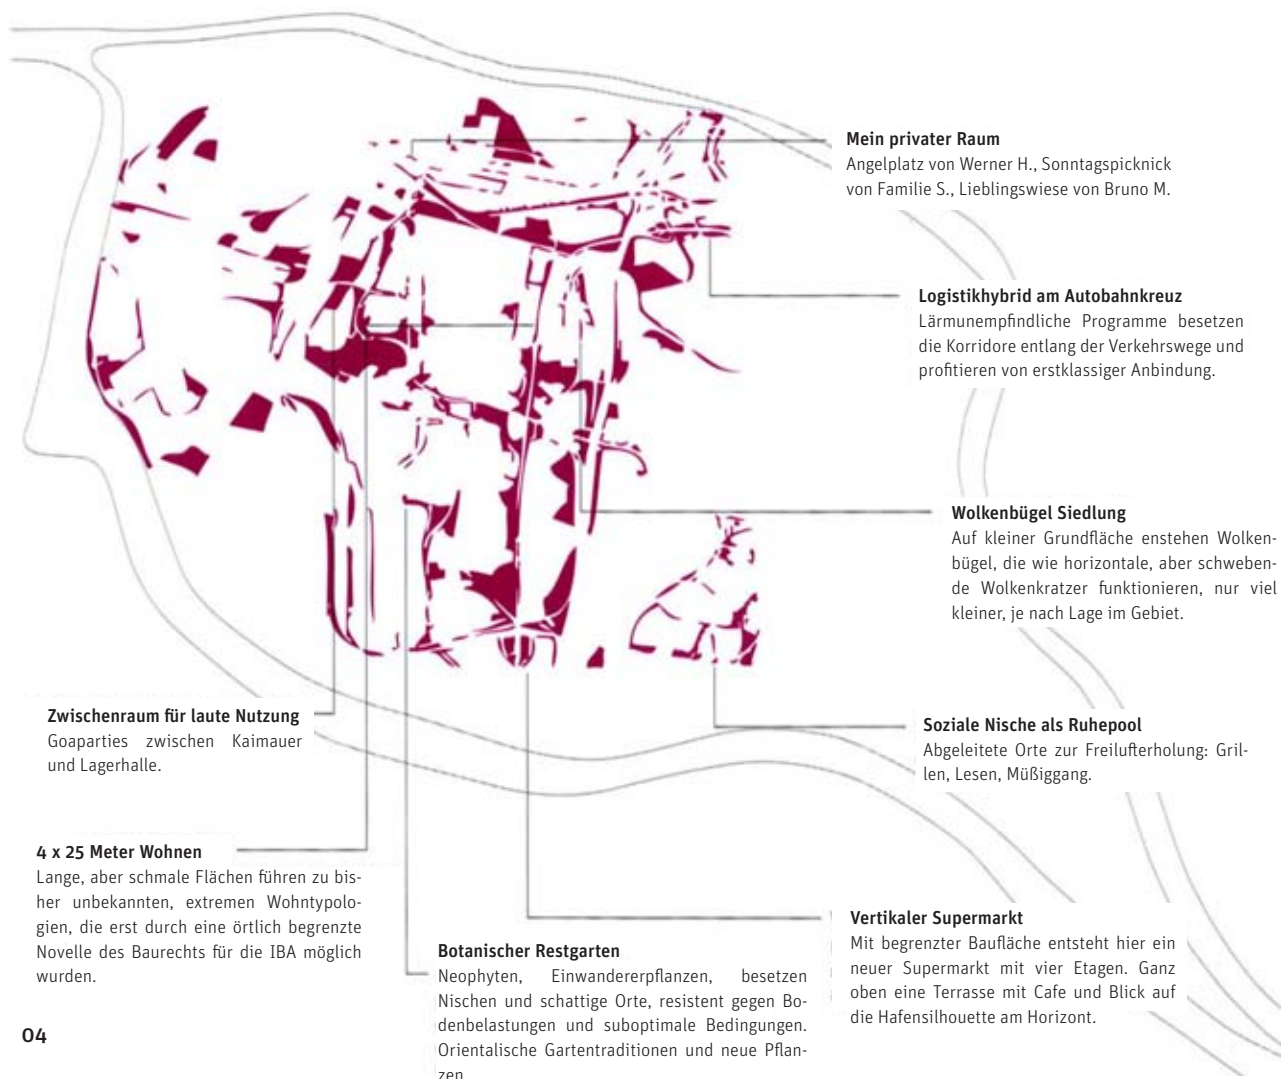 Mein privater Raum
Angelplatz von Werner H., Sonntagspicknick
von Familie S., Lieblingswiese von Bruno M.
Logistikhybrid am Autobahnkreuz
Lärmunempfindliche Programme besetzen
die Korridore entlang der Verkehrswege und
profitieren von erstklassiger Anbindung.
Wolkenbügel Siedlung
Auf kleiner Grundfläche enstehen Wolken-
bügel, die wie horizontale, aber schweben-
de Wolkenkratzer funktionieren, nur viel
kleiner, je nach Lage im Gebiet.
Zwischenraum für laute Nutzung
Goaparties zwischen Kaimauer
und Lagerhalle.
Soziale Nische als Ruhepool
Abgeleitete Orte zur Freilufterholung: Gril-
len, Lesen, Müßiggang.
4 x 25 Meter Wohnen
Lange, aber schmale Flächen führen zu bis-
her unbekannten, extremen Wohntypolo-
gien, die erst durch eine örtlich begrenzte
Novelle des Baurechts für die IBA möglich
wurden.
Botanischer Restgarten
Neophyten, Einwandererpflanzen, besetzen
Nischen und schattige Orte, resistent gegen Bo-
denbelastungen und suboptimale Bedingungen.
Orientalische Gartentraditionen und neue Pflan-
zen
Vertikaler Supermarkt
Mit begrenzter Baufläche entsteht hier ein
neuer Supermarkt mit vier Etagen. Ganz
oben eine Terrasse mit Cafe und Blick auf
die Hafensilhouette am Horizont.
04